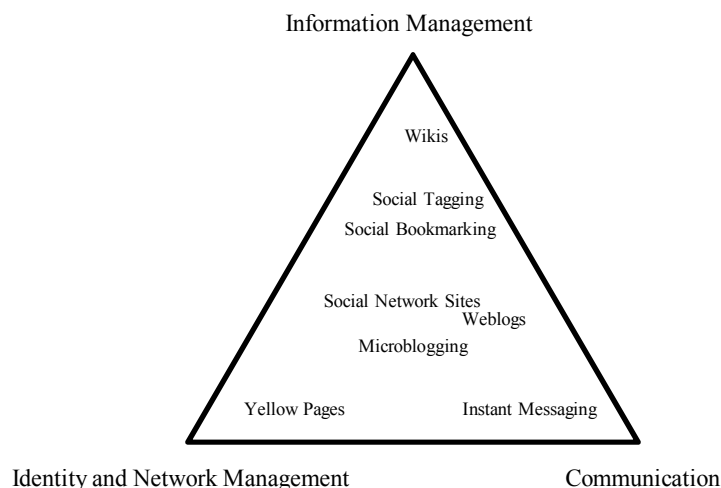 Information Management
Wikis
Social Tagging
Social Bookmarking
Social Network Sites
Weblogs
Microblogging
Yellow Pages
Instant Messaging
Identity and Network Management
Communication